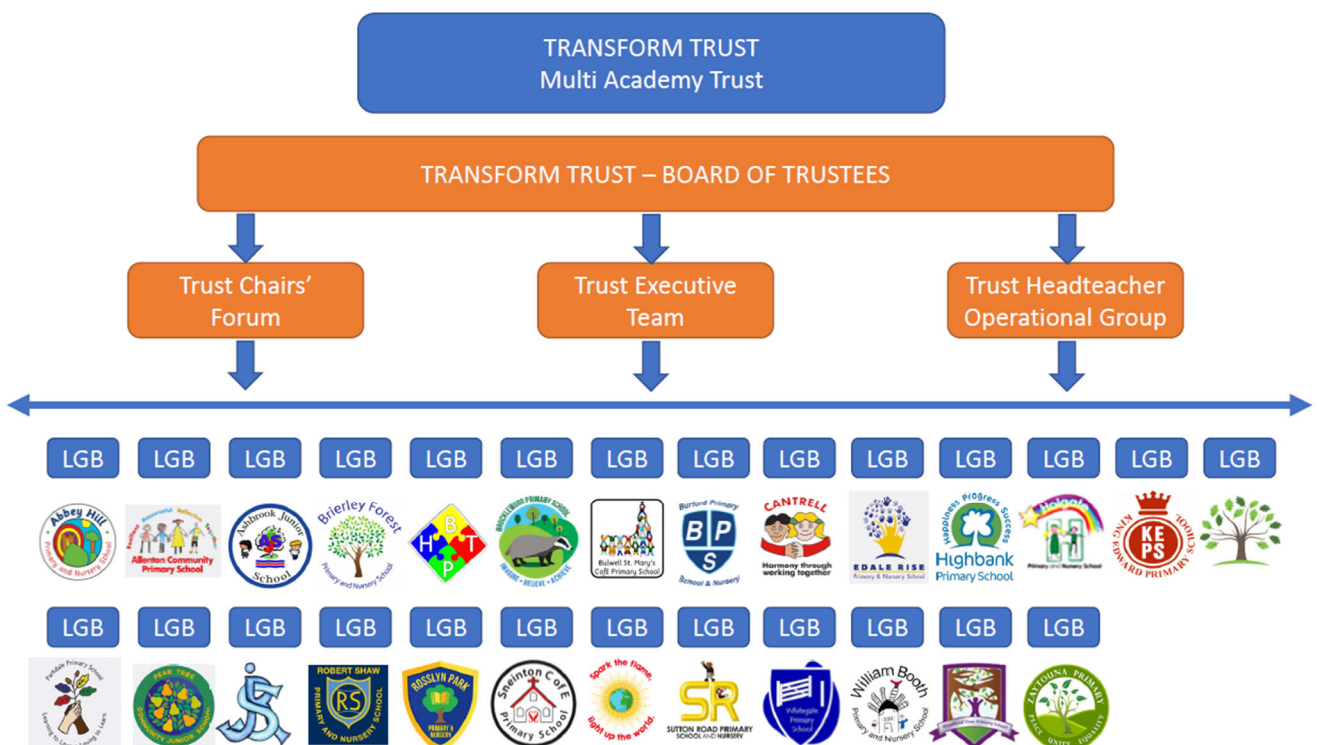 TRANSFORM TRUST
Multi Academy Trust
TRANSFORM TRUST – BOARD OF TRUSTEES
Trust Chairs’
Forum
Trust Executive
Team
Trust Headteacher
Operational Group
LGB LGB LGB LGB LGB LGB LGB LGB LGB LGB LGB LGB LGB LGB
Abbey Hill
Primary and Nursery School
Allenton Community
Primary School
Ashbrook Junior
School
Brierley Forest
Primary and Nursery School
B
H T
P
BROCKLEWOOD PRIMARY SCHOOL
IMAGINE • BELIEVE • ACHIEVE
Bulwell St. Mary's
CofE Primary School
Burford Primary
B P
S
School & Nursery
CANTRELL
Harmony through
working together
EDALE RISE
Primary & Nursery School
Happiness Progress Success
Highbank
Primary School
H
Primary and Nursery School
KE
PS
KING EDWARD PRIMARY SCHOOL
LGB LGB LGB LGB LGB LGB LGB LGB LGB LGB LGB LGB
Parkdale Primary School
PEAR TREE
COMMUNITY JUNIOR SCHOOL
ROBERT SHAW
RS
PRIMARY AND NURSERY SCHOOL
ROSSLYN PARK
PRIMARY &
NURSERY
Sneinton C of E
Primary School
Spark the flame,
light up the world.
SR
SUTTON ROAD PRIMARY
SCHOOL AND NURSERY
Whitegate
Primary
School
William Booth
Primary and Nursery School
ZAYTOUNA PRIMARY
PEACE UNITY EQUALITY